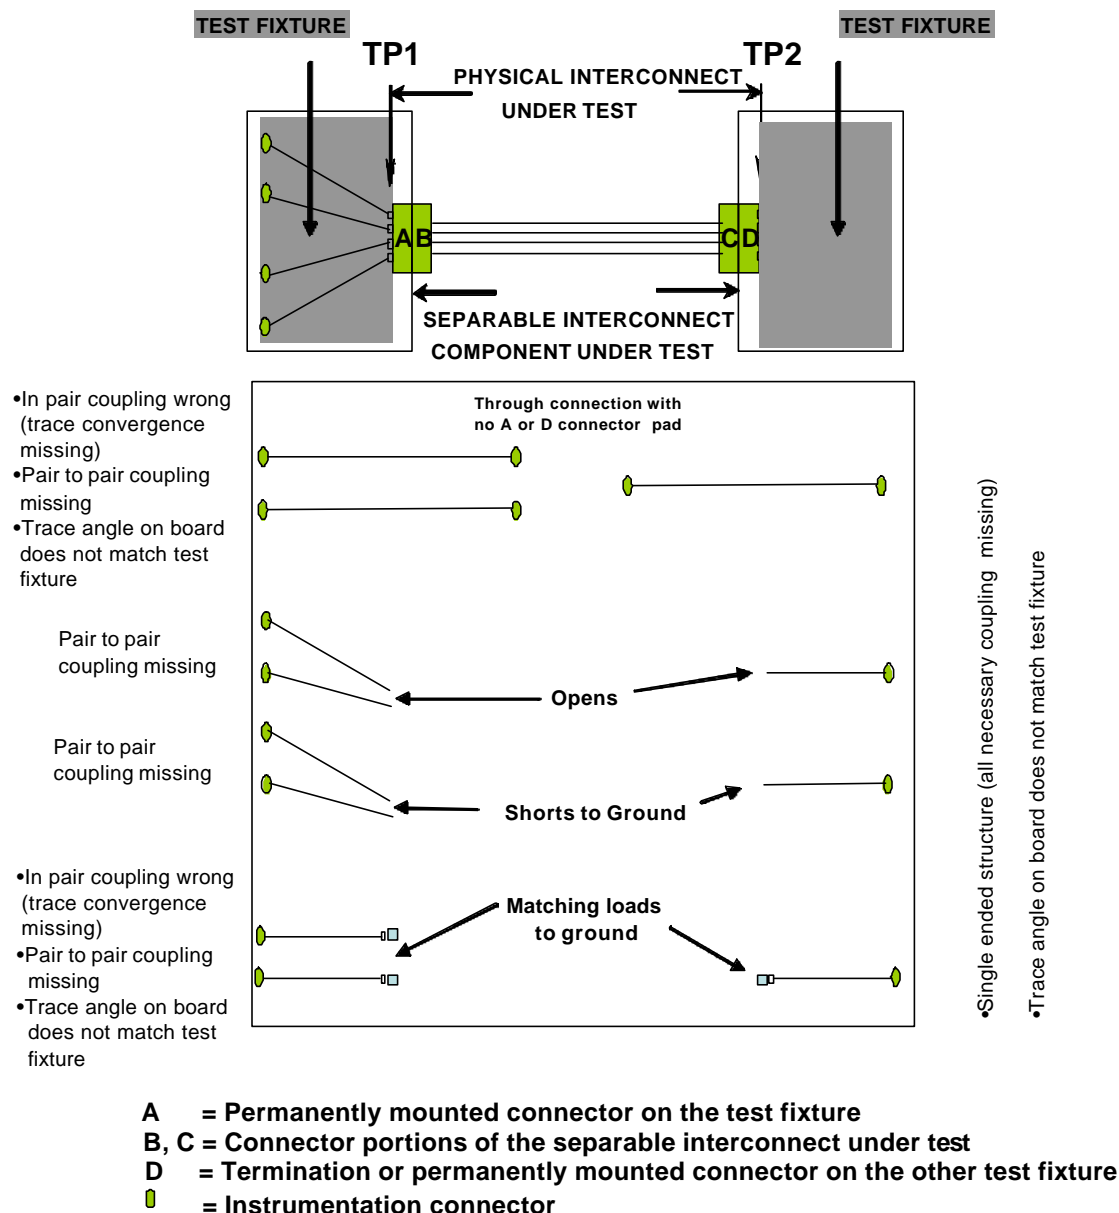 TEST FIXTURE
TEST FIXTURE
TP1
TP2
PHYSICAL INTERCONNECT
UNDER TEST
A B
C D
SEPARABLE INTERCONNECT
COMPONENT UNDER TEST
•In pair coupling wrong
(trace convergence
missing)
•Pair to pair coupling
missing
•Trace angle on board
does not match test
fixture
Through connection with
no A or D connector pad
Pair to pair
coupling missing
Opens
Pair to pair
coupling missing
Shorts to Ground
•In pair coupling wrong
(trace convergence
missing)
•Pair to pair coupling
missing
•Trace angle on board
does not match test
fixture
Matching loads
to ground
•Single ended structure (all necessary coupling missing)
•Trace angle on board does not match test fixture
A = Permanently mounted connector on the test fixture
B, C = Connector portions of the separable interconnect under test
D = Termination or permanently mounted connector on the other test fixture
= Instrumentation connector